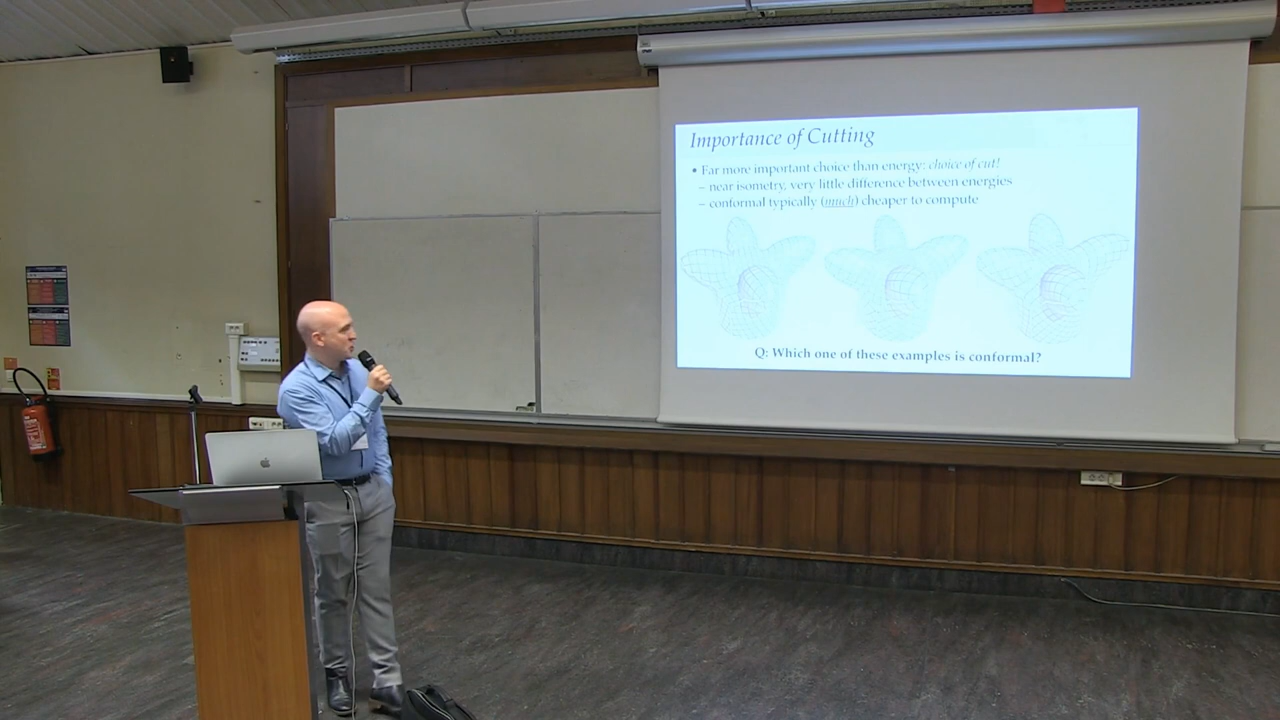 Importance of Cutting
• Far more important choice than energy: choice of cut!
– near isometry, very little difference between energies
– conformal typically (much) cheaper to compute
Q: Which one of these examples is conformal?